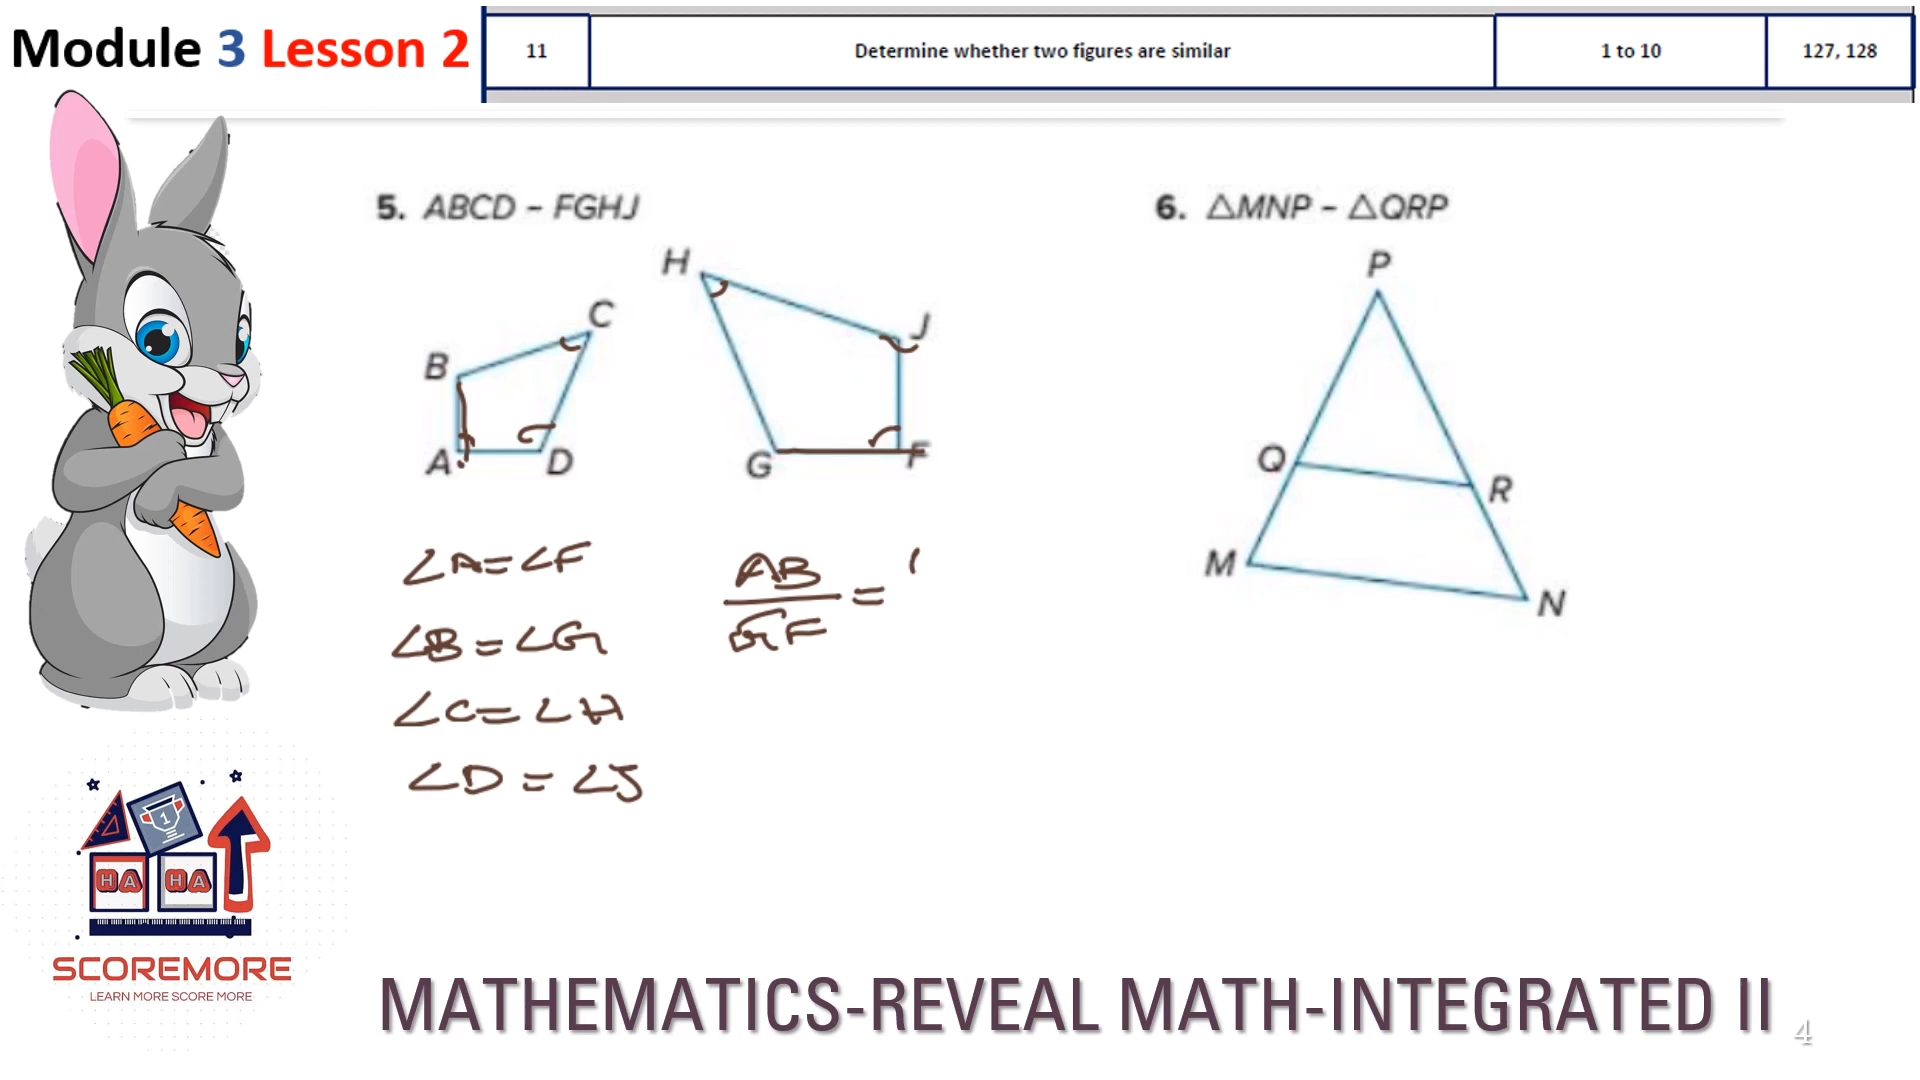 Module 3 Lesson 2
11 Determine whether two figures are similar 1 to 10 127, 128
5. ABCD - FGHJ
6. △MNP - △QRP
H
P
C
J
B
A
D
G
F
Q
R
M
N
∠A=∠F
∠B=∠G
∠C=∠H
∠D=∠J
AB
GF
=
1
HA HA
SCOREMORE
LEARN MORE SCORE MORE
MATHEMATICS-REVEAL MATH-INTEGRATED II
4